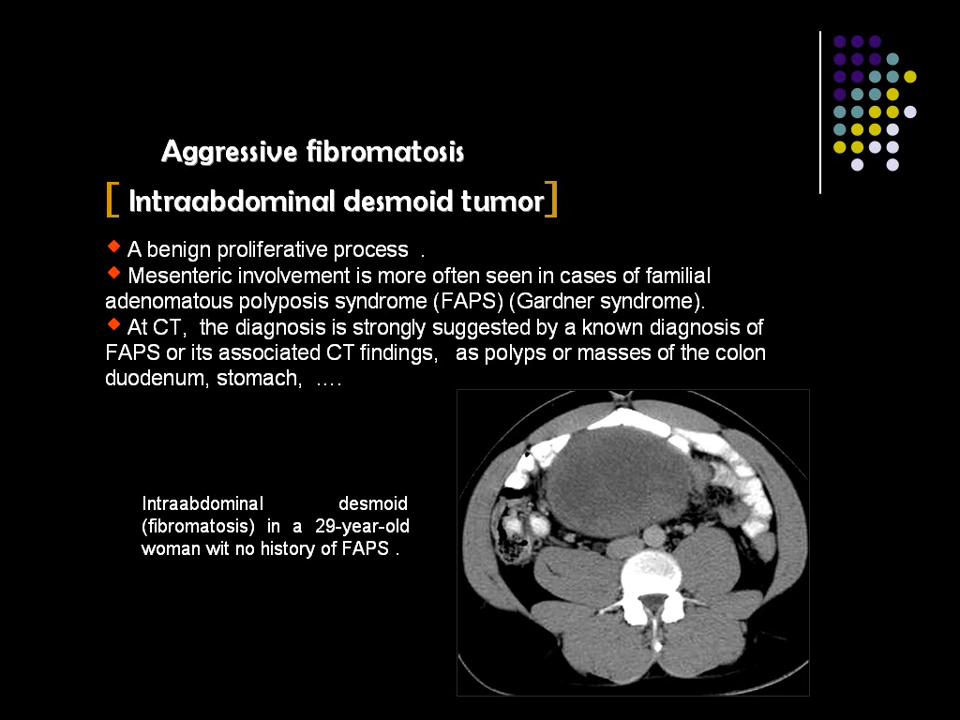 Aggressive fibromatosis
[ Intraabdominal desmoid tumor]
A benign proliferative process .
Mesenteric involvement is more often seen in cases of familial
adenomatous polyposis syndrome (FAPS) (Gardner syndrome).
At CT, the diagnosis is strongly suggested by a known diagnosis of
FAPS or its associated CT findings, as polyps or masses of the colon
duodenum, stomach, ….
Intraabdominal desmoid
(fibromatosis) in a 29-year-old
woman wit no history of FAPS .